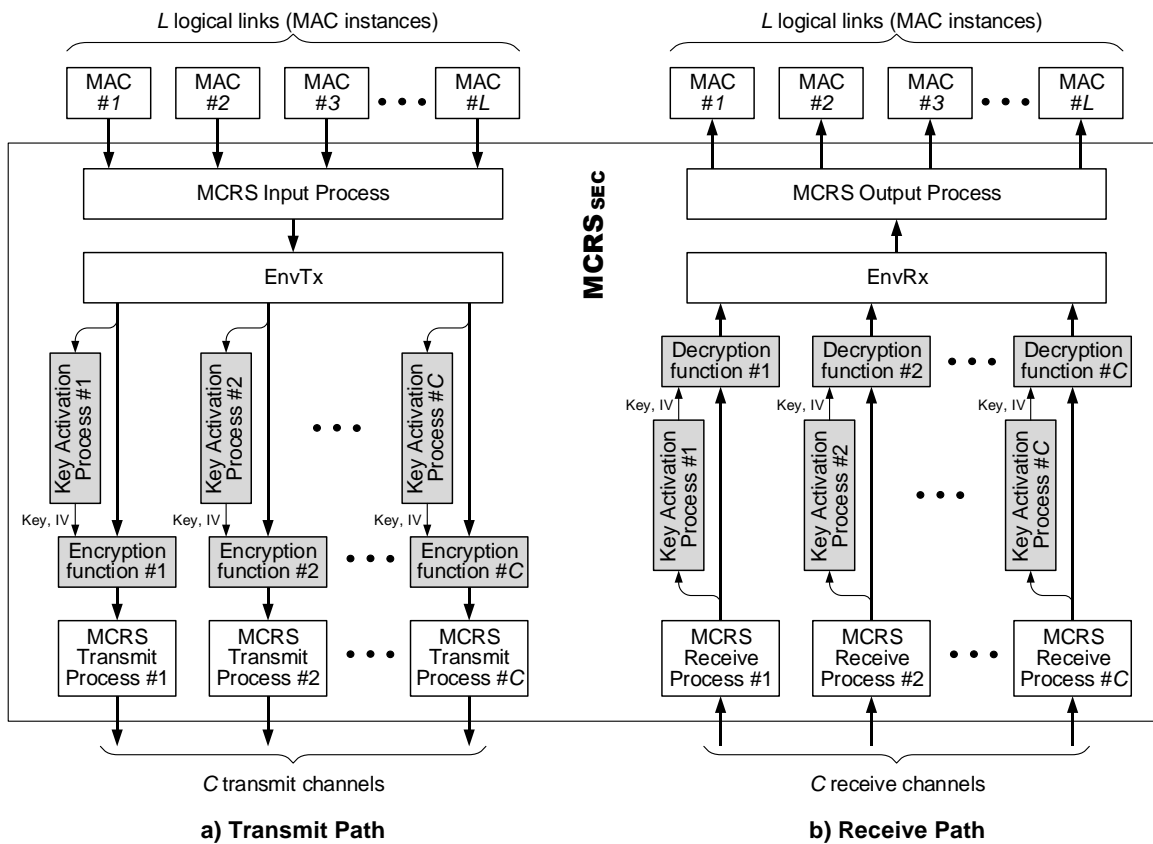 L logical links (MAC instances)
MAC
#1
MAC
#2
MAC
#3
MAC
#L
MCRS Input Process
EnvTx
Key Activation
Process #1
Key Activation
Process #2
Key Activation
Process #C
Key, IV
Key, IV
Key, IV
Encryption
function #1
Encryption
function #2
Encryption
function #C
MCRS
Transmit
Process #1
MCRS
Transmit
Process #2
MCRS
Transmit
Process #C
C transmit channels
a) Transmit Path
MCRS SEC
L logical links (MAC instances)
MAC
#1
MAC
#2
MAC
#3
MAC
#L
MCRS Output Process
EnvRx
Decryption
function #1
Decryption
function #2
Decryption
function #C
Key, IV
Key, IV
Key, IV
Key Activation
Process #1
Key Activation
Process #2
Key Activation
Process #C
MCRS
Receive
Process #1
MCRS
Receive
Process #2
MCRS
Receive
Process #C
C receive channels
b) Receive Path